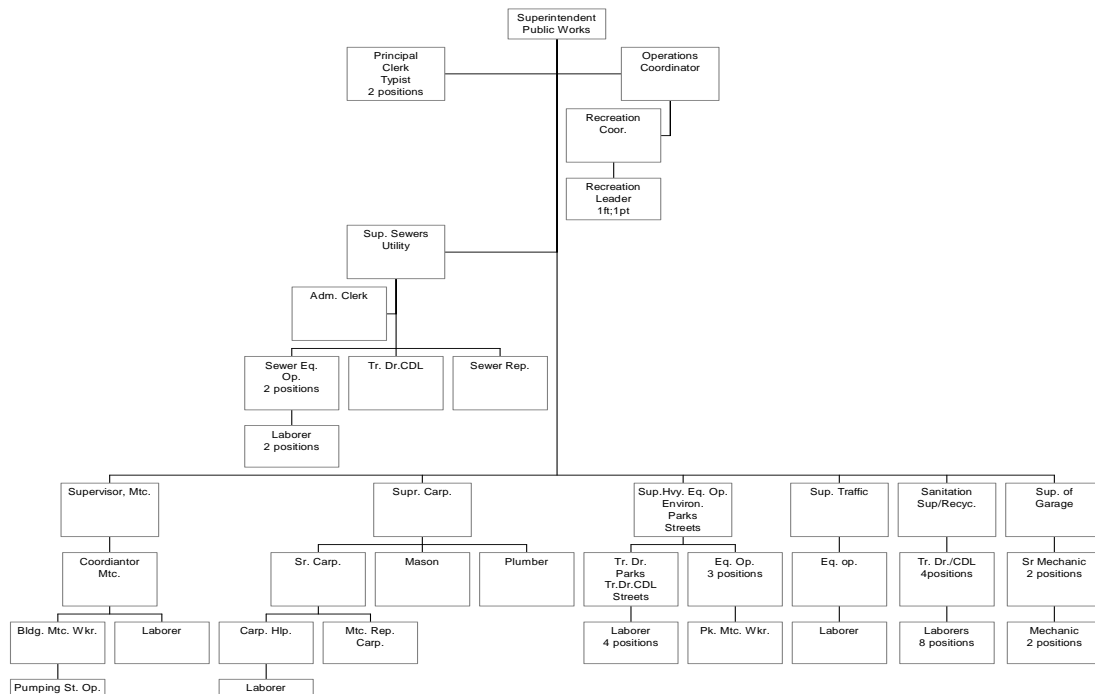 Superintendent
Public Works
Principal
Clerk
Typist
2 positions
Operations
Coordinator
Recreation
Coor.
Recreation
Leader
1ft;1pt
Sup. Sewers
Utility
Adm. Clerk
Sewer Eq.
Op.
2 positions
Tr. Dr.CDL
Sewer Rep.
Laborer
2 positions
Supervisor, Mtc.
Supr. Carp.
Sup.Hvy. Eq. Op.
Environ.
Parks
Streets
Sup. Traffic
Sanitation
Sup/Recyc.
Sup. of
Garage
Coordiantor
Mtc.
Sr. Carp.
Mason
Plumber
Tr. Dr.
Parks
Tr.Dr.CDL
Streets
Eq. Op.
3 positions
Eq. op.
Tr. Dr./CDL
4positions
Sr Mechanic
2 positions
Bldg. Mtc. Wkr.
Laborer
Carp. Hlp.
Mtc. Rep.
Carp.
Laborer
4 positions
Pk. Mtc. Wkr.
Laborer
Laborers
8 positions
Mechanic
2 positions
Pumping St. Op.
Laborer